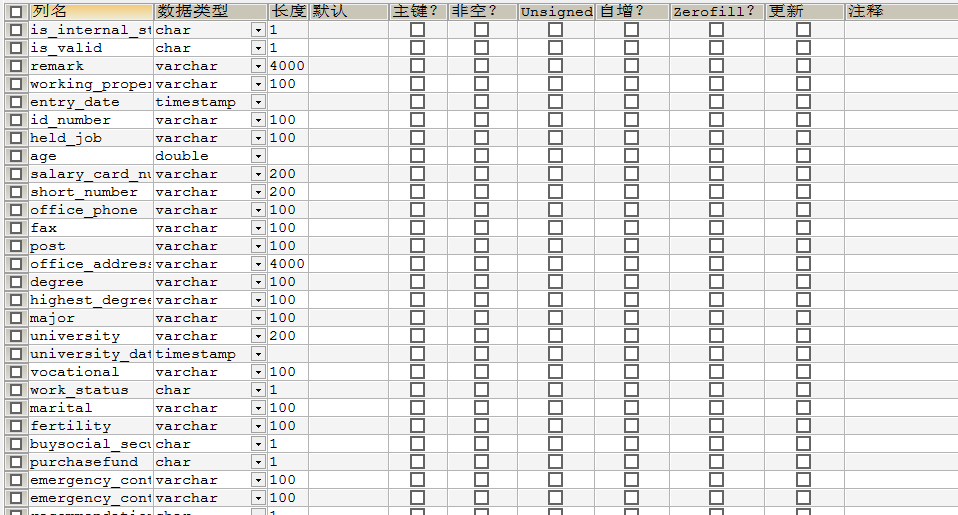 列名 数据类型 长度 默认 主键? 非空? Unsigned 自增? Zerofill? 更新 注释
is_internal_st char 1
is_valid char 1
remark varchar 4000
working_proper varchar 100
entry_date timestamp
id_number varchar 100
held_job varchar 100
age double
salary_card_nu varchar 200
short_number varchar 200
office_phone varchar 100
fax varchar 100
post varchar 100
office_address varchar 4000
degree varchar 100
highest_degree varchar 100
major varchar 100
university varchar 200
university_dat timestamp
vocational varchar 100
work_status char 1
marital varchar 100
fertility varchar 100
buysocial_secu char 1
purchasefund char 1
emergency_cont varchar 100
emergency_cont varchar 100